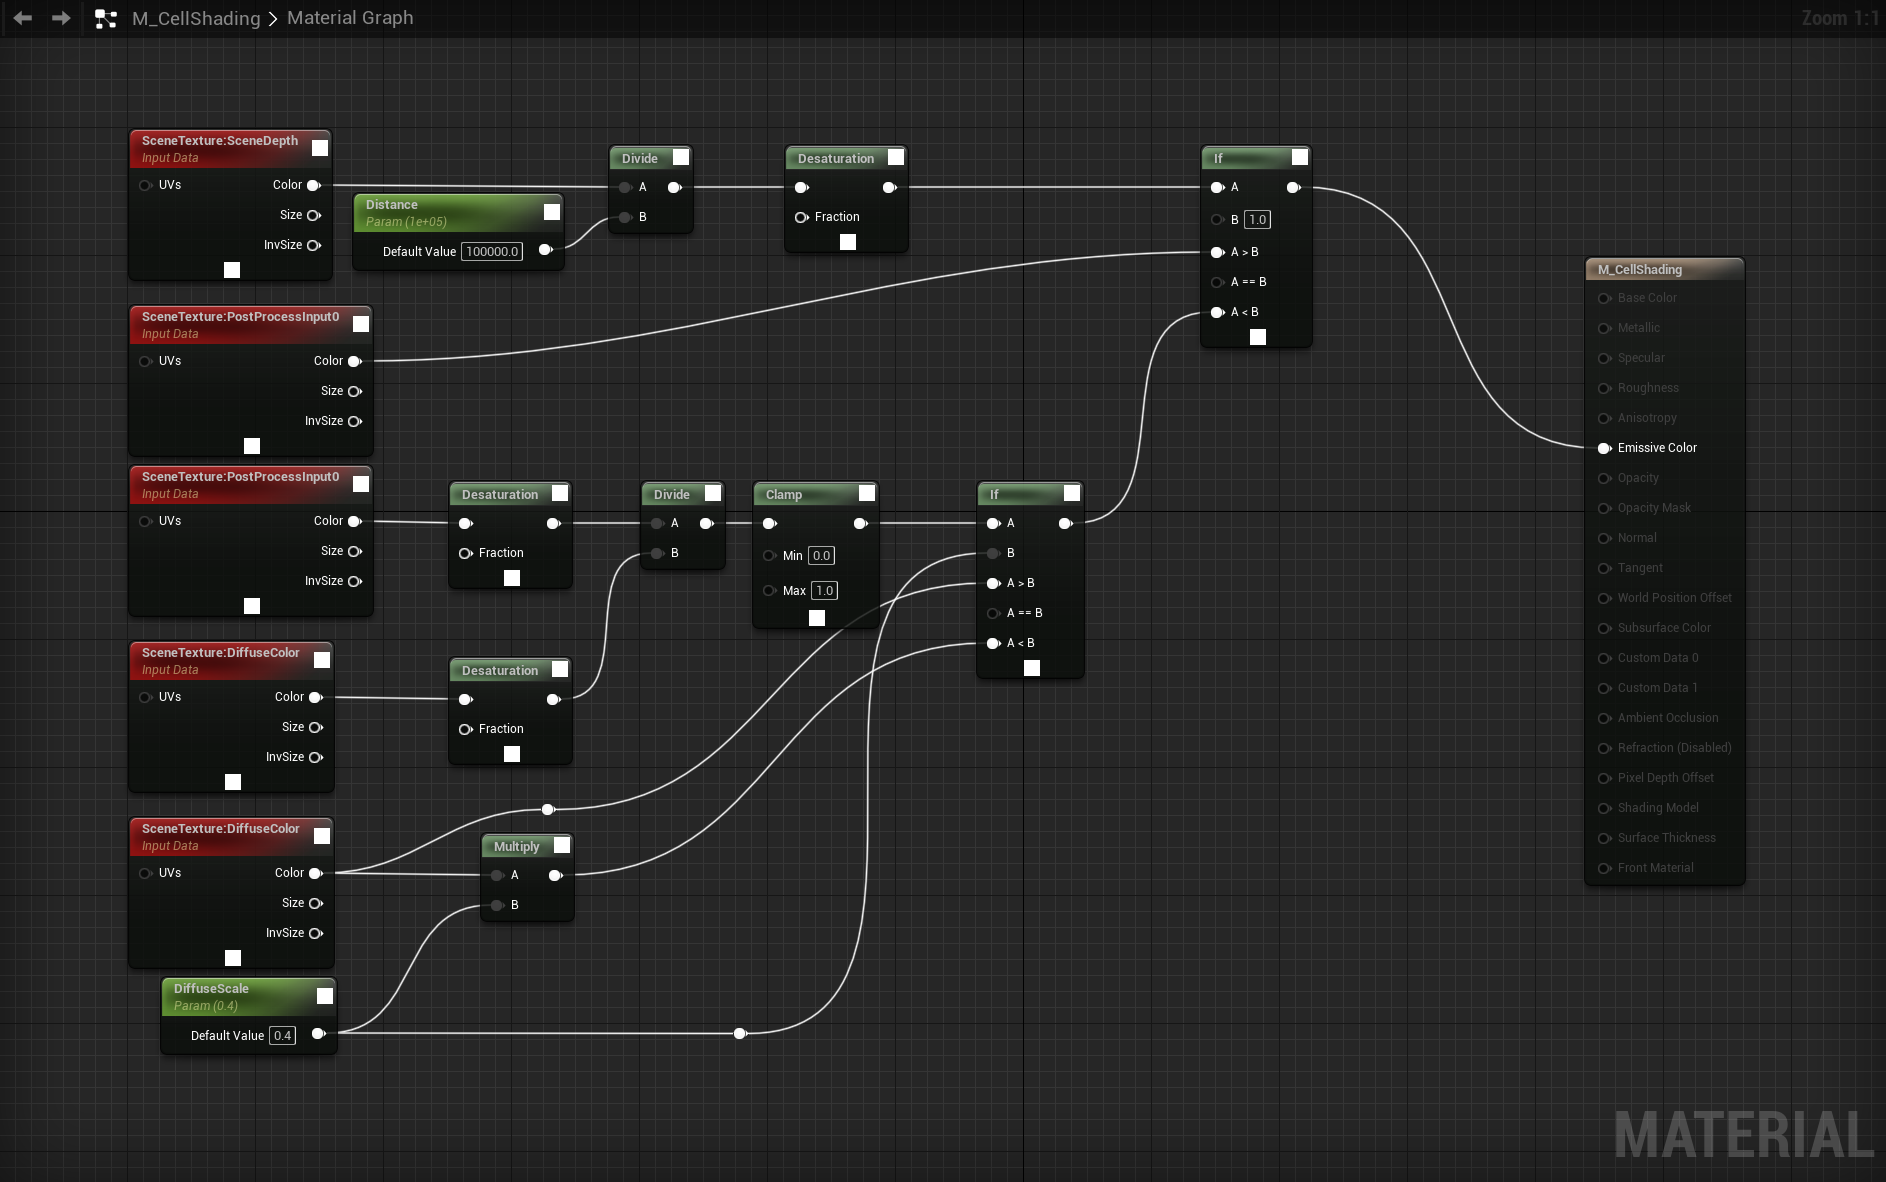 M_CellShading > Material Graph
Zoom 1:1
SceneTexture:SceneDepth
Input Data
UVs
Color
Size
InvSize
Distance
Param (1e+05)
Default Value 100000.0
Divide
A
B
Desaturation
Fraction
If
A
B 1.0
A > B
A == B
A < B
SceneTexture:PostProcessInput0
Input Data
UVs
Color
Size
InvSize
SceneTexture:PostProcessInput0
Input Data
UVs
Color
Size
InvSize
Desaturation
Fraction
Divide
A
B
Clamp
Min 0.0
Max 1.0
If
A
B
A > B
A == B
A < B
SceneTexture:DiffuseColor
Input Data
UVs
Color
Size
InvSize
Desaturation
Fraction
SceneTexture:DiffuseColor
Input Data
UVs
Color
Size
InvSize
Multiply
A
B
DiffuseScale
Param (0.4)
Default Value 0.4
M_CellShading
Base Color
Metallic
Specular
Roughness
Anisotropy
Emissive Color
Opacity
Opacity Mask
Normal
Tangent
World Position Offset
Subsurface Color
Custom Data 0
Custom Data 1
Ambient Occlusion
Refraction (Disabled)
Pixel Depth Offset
Shading Model
Surface Thickness
Front Material
MATERIAL